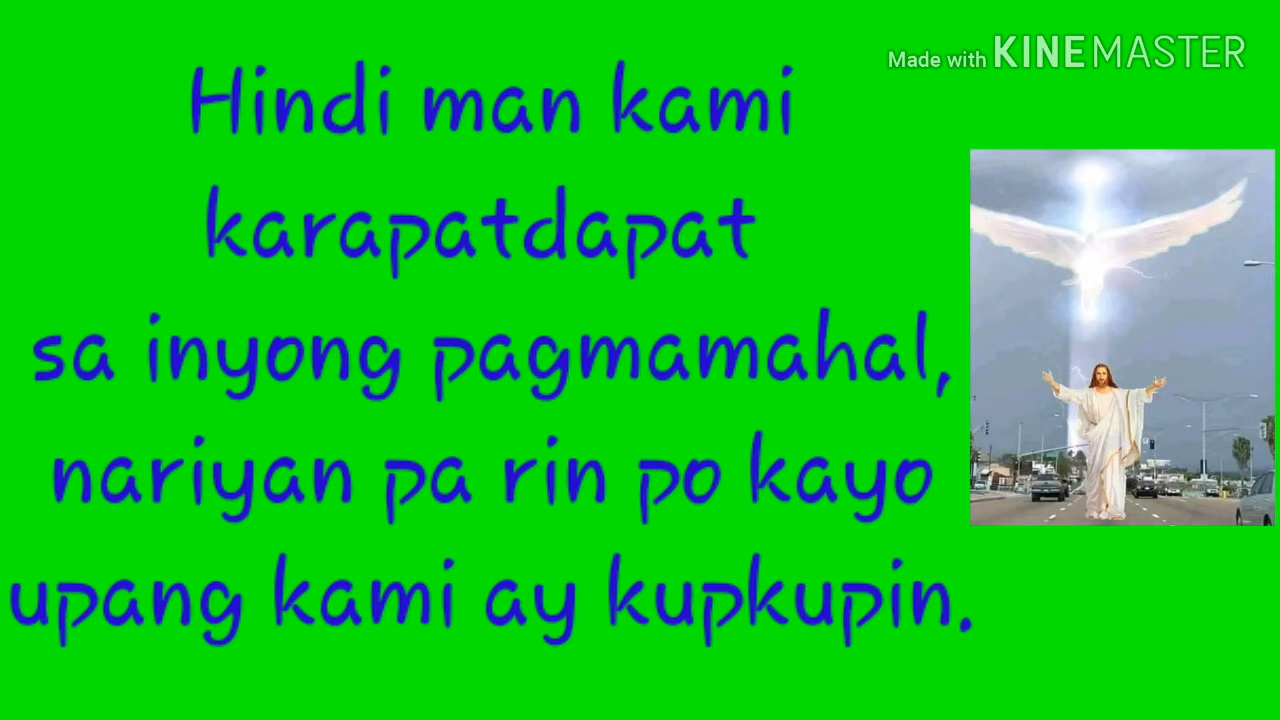 Made with KINEMASTER
Hindi man kami
karapatdapat
sa inyong pagmamahal,
nariyan pa rin po kayo
upang kami ay kupkupin.